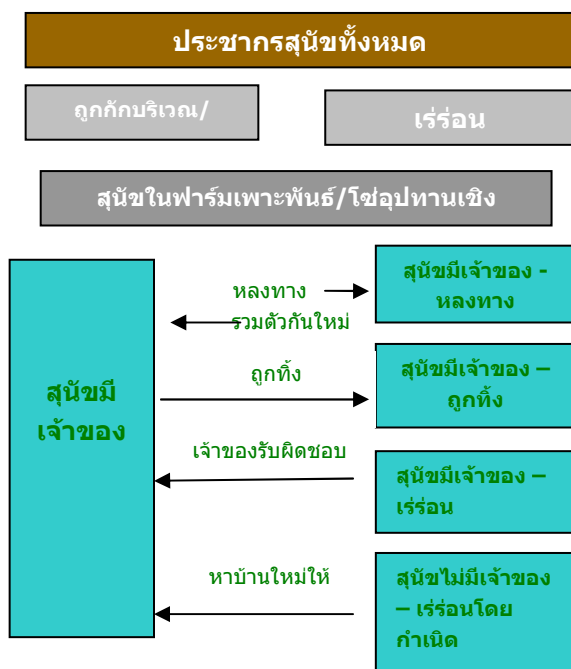 ประชากรสุนัขทั้งหมด
ถูกกักบริเวณ/
เร่ร่อน
สุนัขในฟาร์มเพาะพันธ์/โซ่อุปทานเชิง
สุนัขมี
เจ้าของ
หลงทาง
รวมตัวกันใหม่
ถูกทิ้ง
เจ้าของรับผิดชอบ
หาบ้านใหม่ให้
สุนัขมีเจ้าของ -
หลงทาง
สุนัขมีเจ้าของ –
ถูกทิ้ง
สุนัขมีเจ้าของ –
เร่ร่อน
สุนัขไม่มีเจ้าของ
– เร่ร่อนโดย
กำเนิด